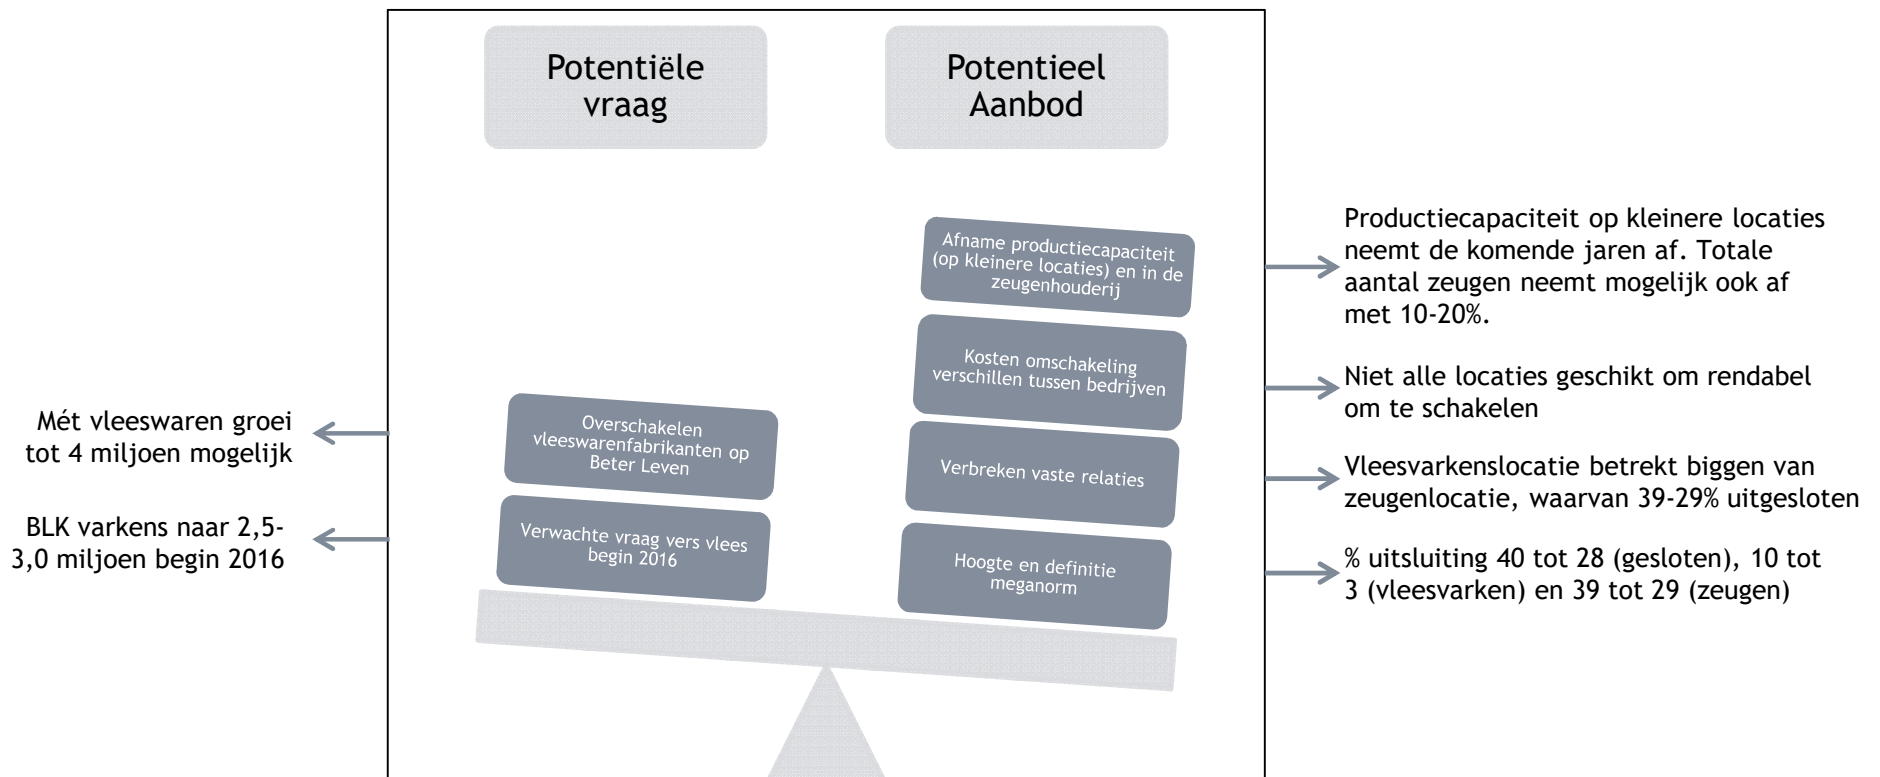 Potentiële
vraag
Potentieel
Aanbod
Mét vleeswaren groei
tot 4 miljoen mogelijk
BLK varkens naar 2,5-
3,0 miljoen begin 2016
Overschakelen
vleeswarenfabrikanten op
Beter Leven
Verwachte vraag vers vlees
begin 2016
Afname productiecapaciteit
(op kleinere locaties) en in de
zeugenhouderij
Kosten omschakeling
verschillen tussen bedrijven
Verbreken vaste relaties
Hoogte en definitie
meganorm
Productiecapaciteit op kleinere locaties
neemt de komende jaren af. Totale
aantal zeugen neemt mogelijk ook af
met 10-20%.
Niet alle locaties geschikt om rendabel
om te schakelen
Vleesvarkenslocatie betrekt biggen van
zeugenlocatie, waarvan 39-29% uitgesloten
% uitsluiting 40 tot 28 (gesloten), 10 tot
3 (vleesvarken) en 39 tot 29 (zeugen)